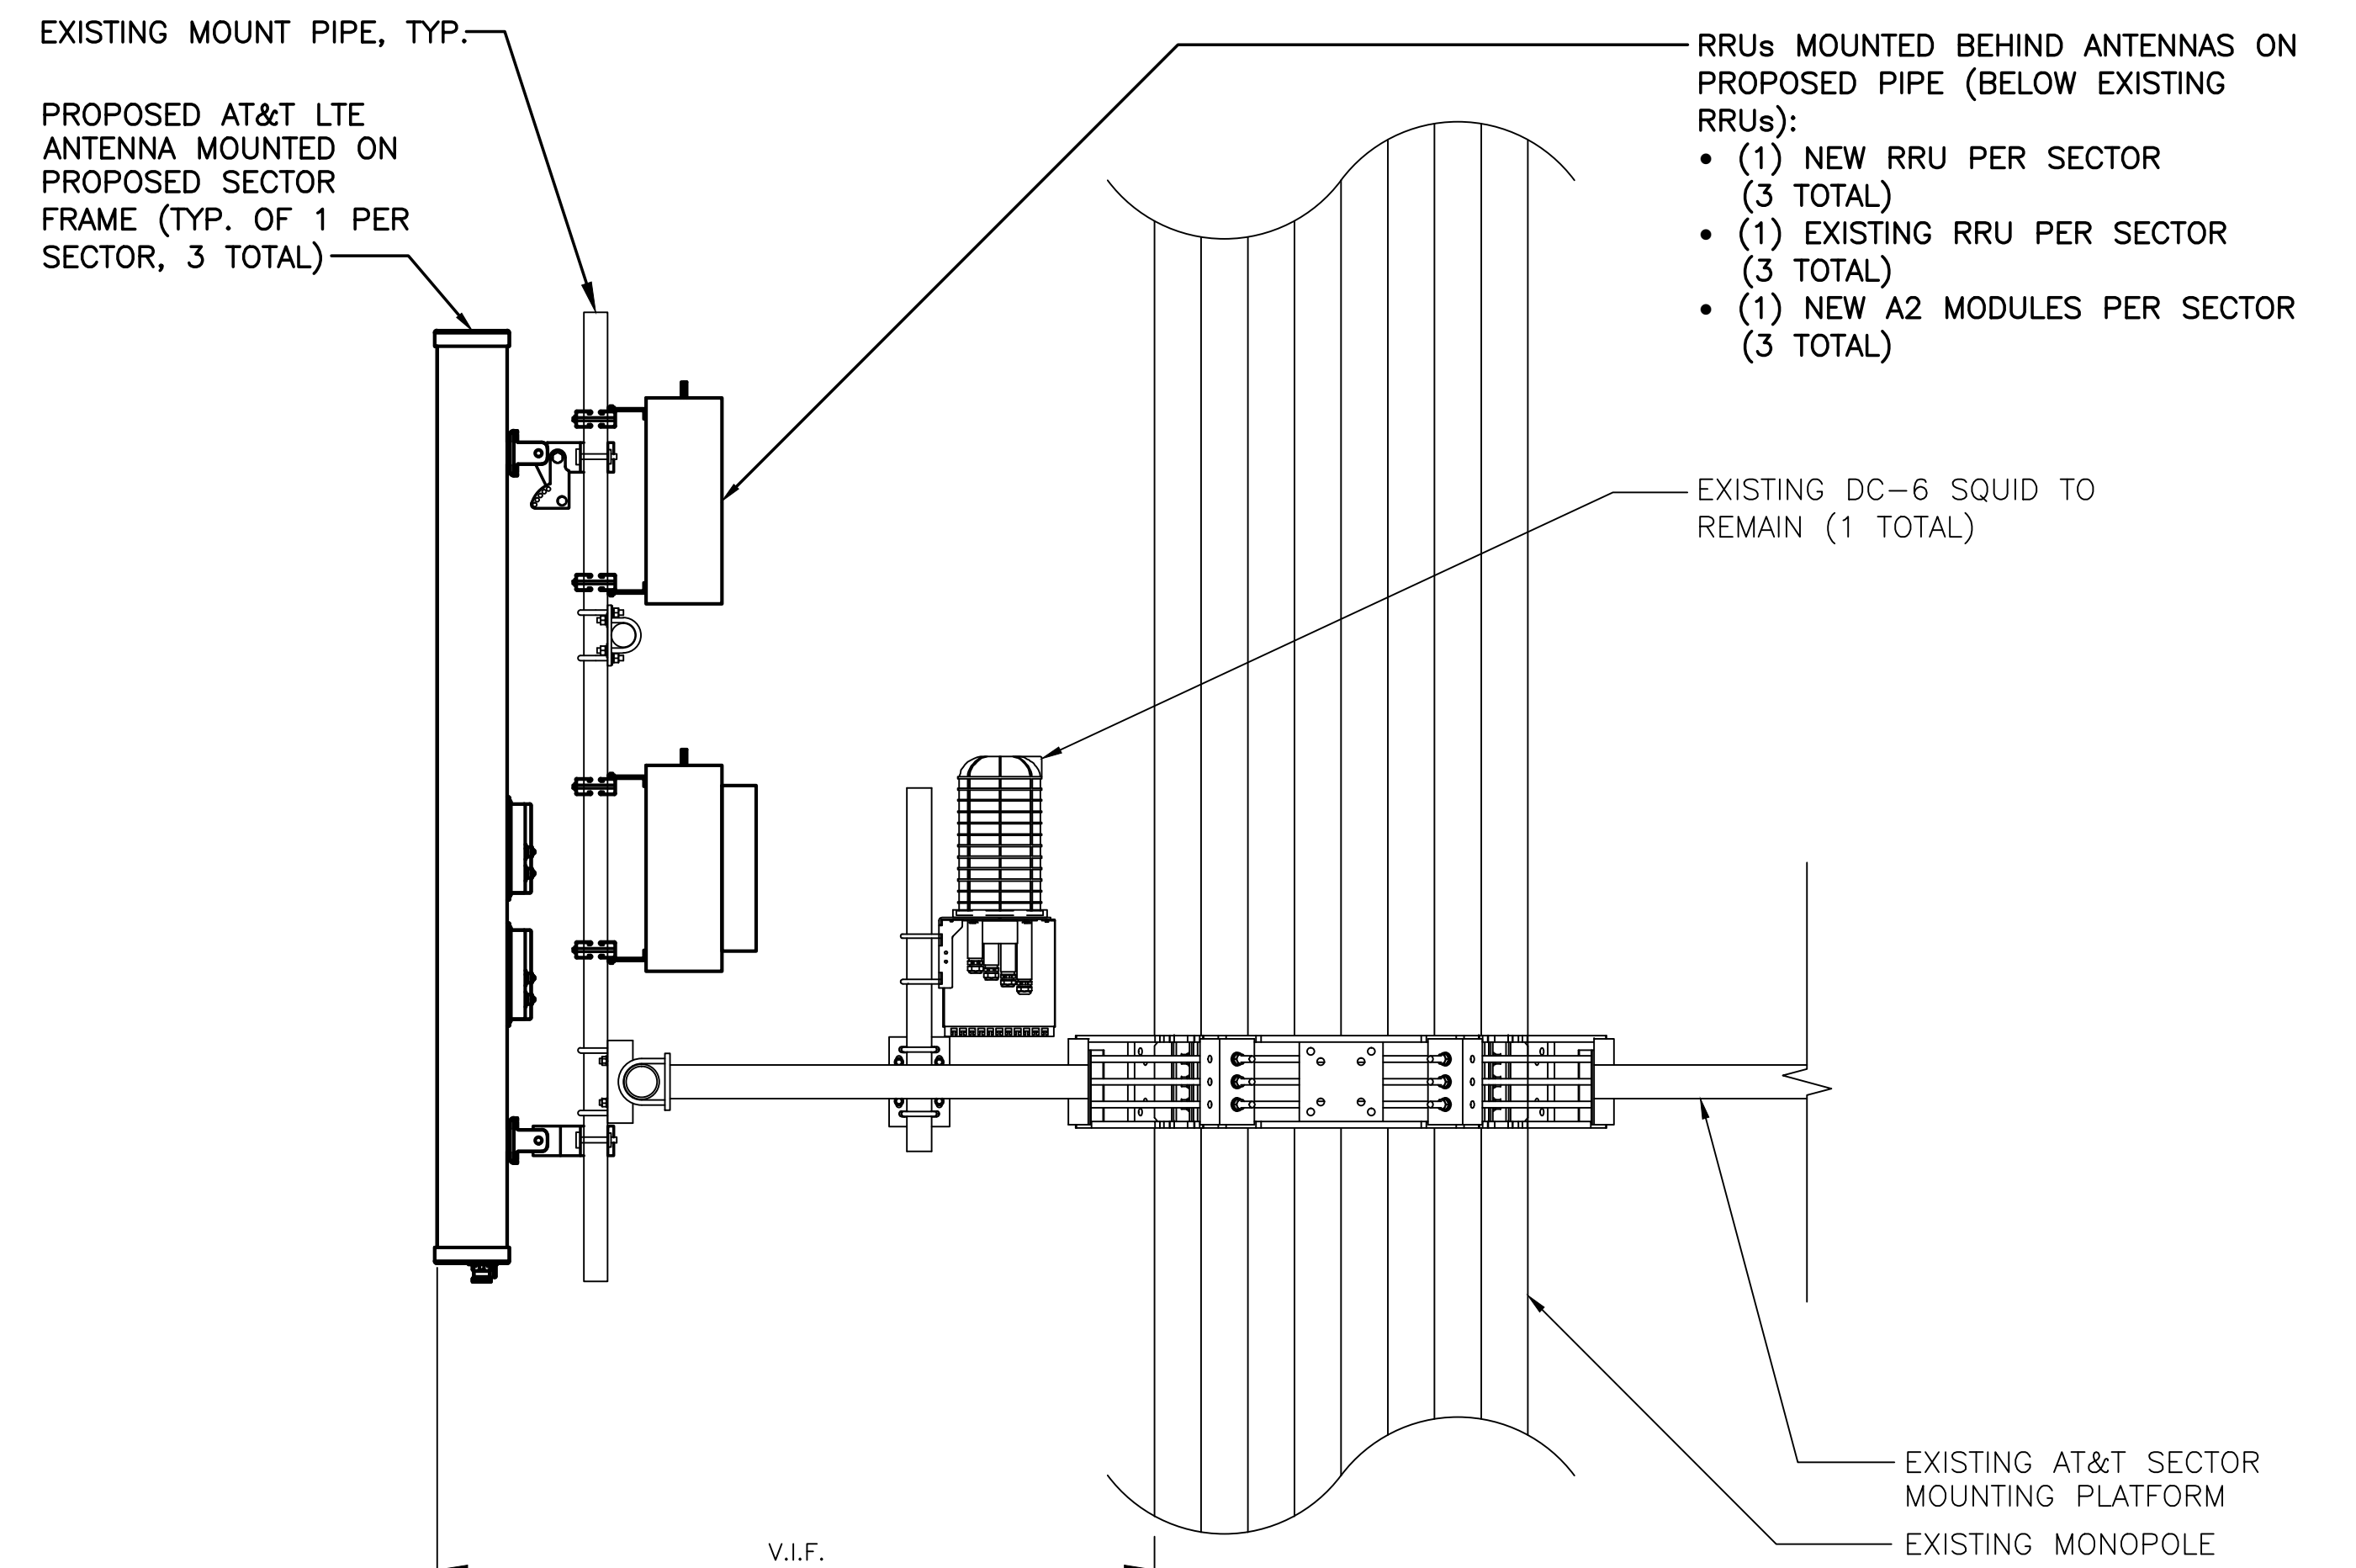 EXISTING MOUNT PIPE, TYP.
PROPOSED AT&T LTE
ANTENNA MOUNTED ON
PROPOSED SECTOR
FRAME (TYP. OF 1 PER
SECTOR, 3 TOTAL)
RRUs MOUNTED BEHIND ANTENNAS ON
PROPOSED PIPE (BELOW EXISTING
RRUs):
• (1) NEW RRU PER SECTOR
(3 TOTAL)
• (1) EXISTING RRU PER SECTOR
(3 TOTAL)
• (1) NEW A2 MODULES PER SECTOR
(3 TOTAL)
EXISTING DC-6 SQUID TO
REMAIN (1 TOTAL)
EXISTING AT&T SECTOR
MOUNTING PLATFORM
EXISTING MONOPOLE
V.I.F.